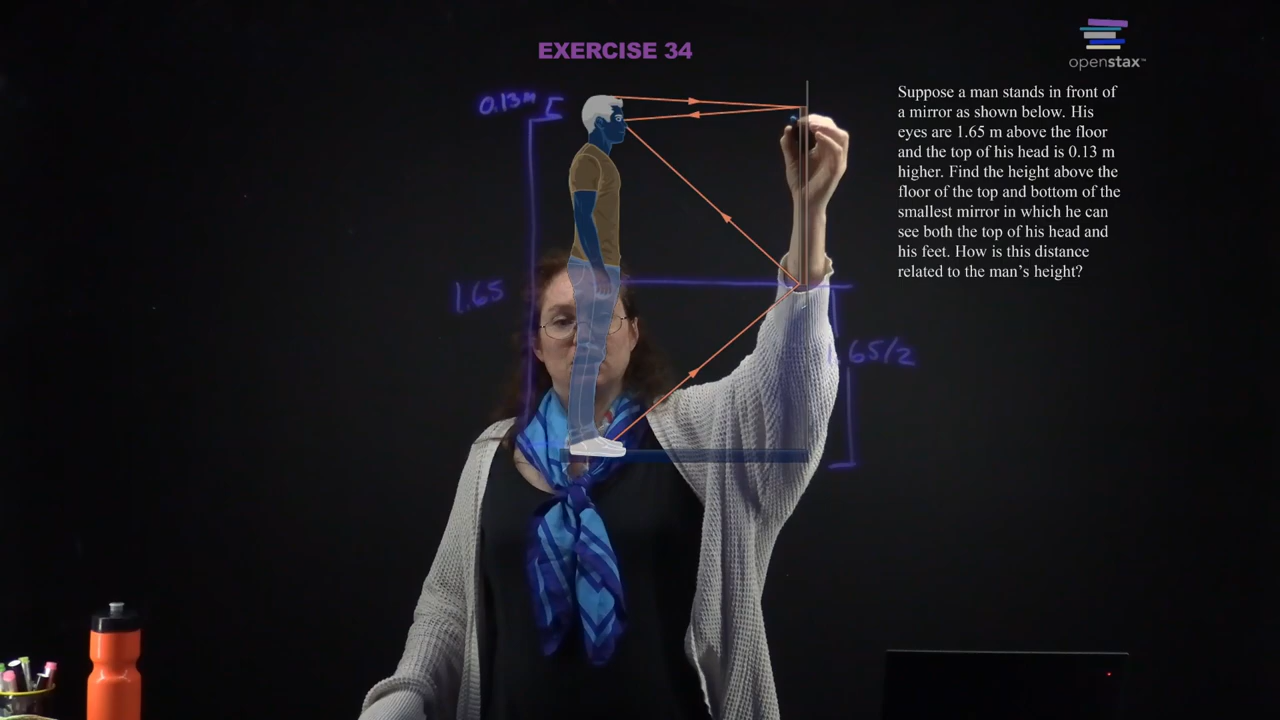 EXERCISE 34
openstax™
Suppose a man stands in front of
a mirror as shown below. His
eyes are 1.65 m above the floor
and the top of his head is 0.13 m
higher. Find the height above the
floor of the top and bottom of the
smallest mirror in which he can
see both the top of his head and
his feet. How is this distance
related to the man’s height?
0.13m
1.65
1.65/2